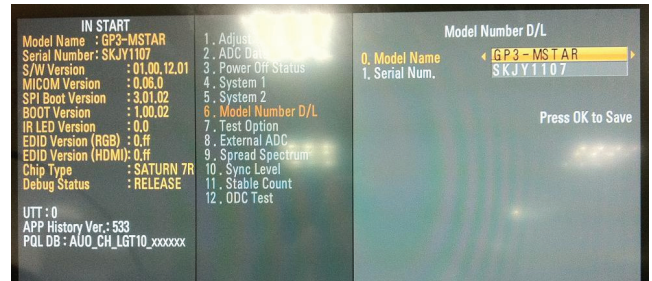 IN START
Model Name : GP3-MSTAR
Serial Number: SKJY1107
S/W Version : 01.00.12.01
MICOM Version : 0.06.0
SPI Boot Version : 3.01.02
BOOT Version : 1.00.02
IR LED Version : 0.0
EDID Version (RGB) : 0.ff
EDID Version (HDMI): 0.ff
Chip Type : SATURN 7R
Debug Status : RELEASE
UTT : 0
APP History Ver.: 533
PQL DB : AUO_CH_LGT10_xxxxxx
1. Adjust
2. ADC Data
3. Power Off Status
4. System 1
5. System 2
6. Model Number D/L
7. Test Option
8. External ADC
9. Spread Spectrum
10. Sync Level
11. Stable Count
12. ODC Test
Model Number D/L
0. Model Name GP3-MSTAR
1. Serial Num. SKJY1107
Press OK to Save